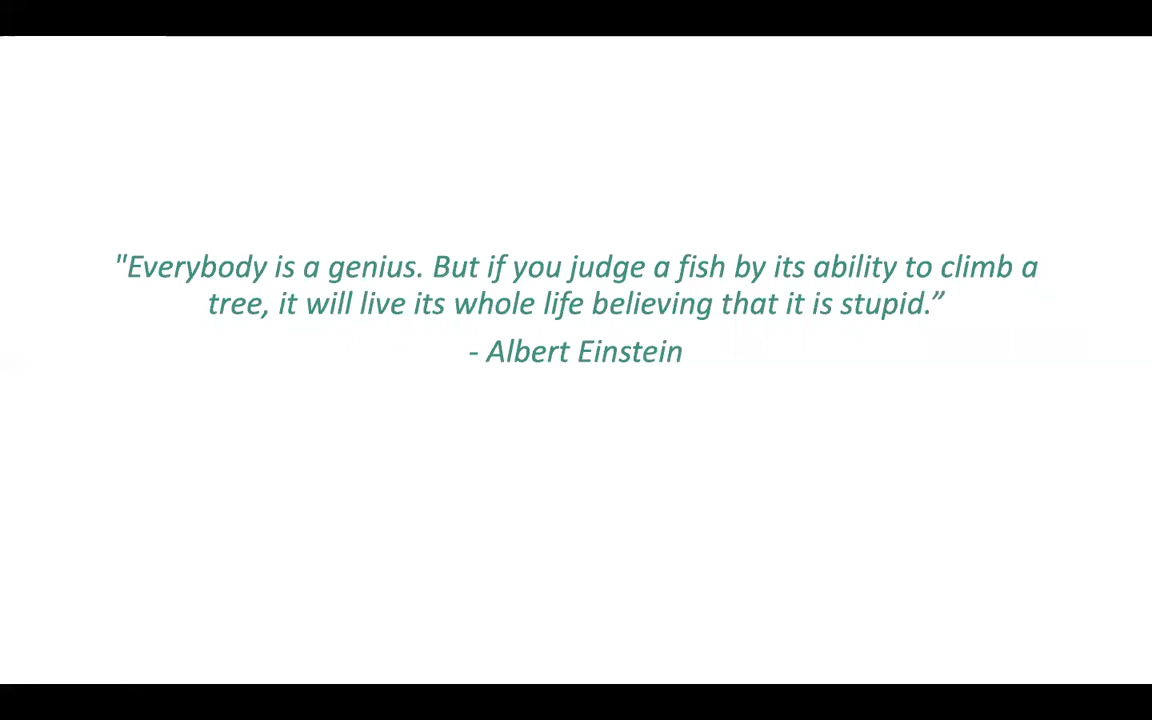 "Everybody is a genius. But if you judge a fish by its ability to climb a
tree, it will live its whole life believing that it is stupid.”
- Albert Einstein